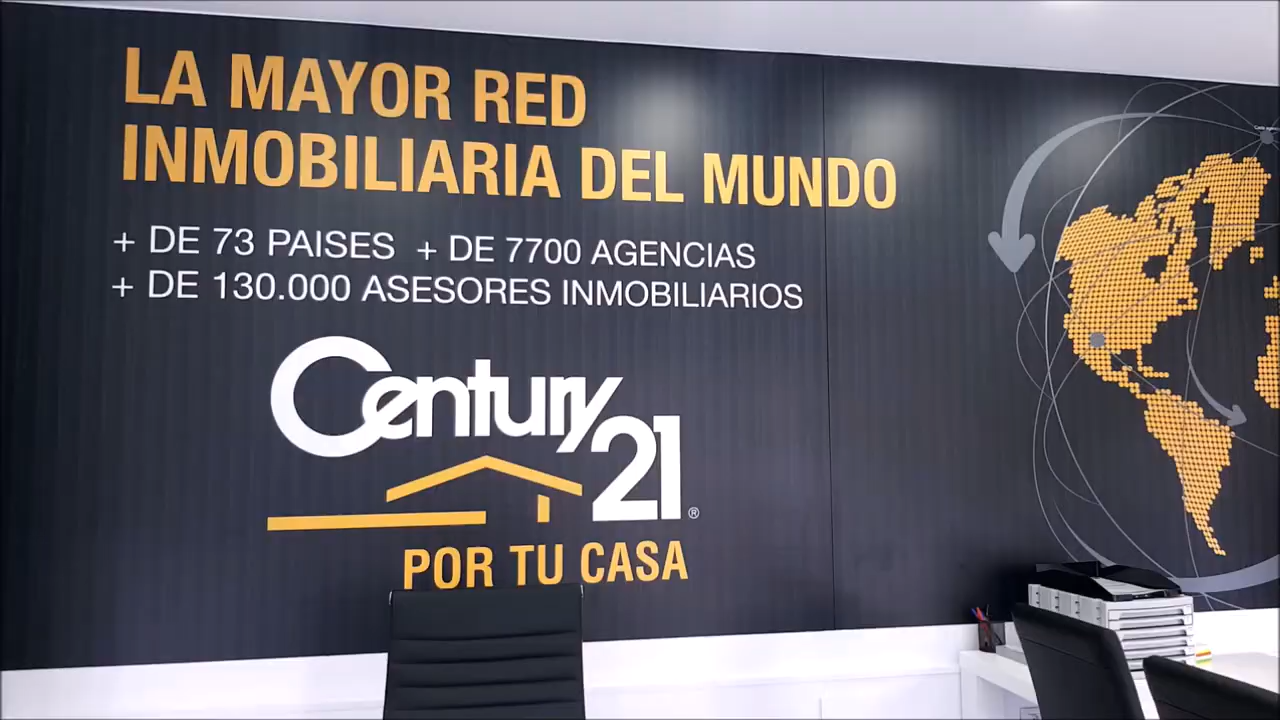 LA MAYOR RED
INMOBILIARIA DEL MUNDO
+ DE 73 PAISES + DE 7700 AGENCIAS
+ DE 130.000 ASESORES INMOBILIARIOS
Century
21®
POR TU CASA